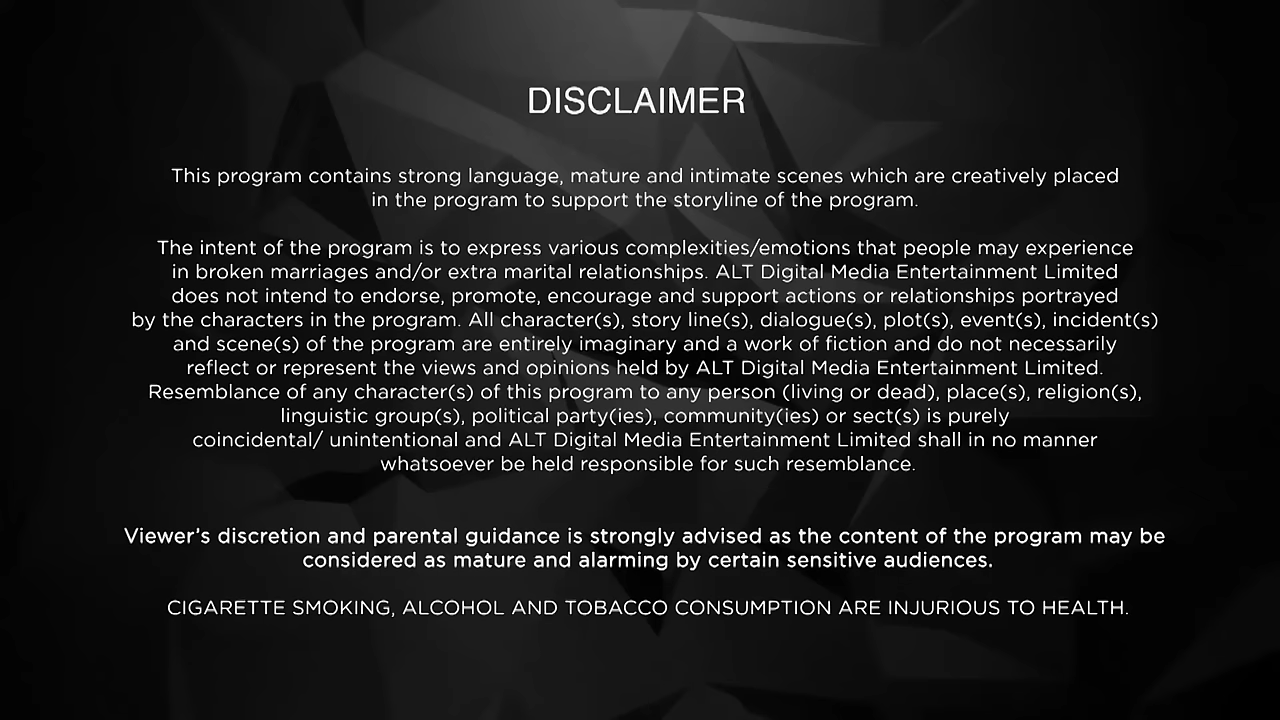 DISCLAIMER
This program contains strong language, mature and intimate scenes which are creatively placed
in the program to support the storyline of the program.
The intent of the program is to express various complexities/emotions that people may experience
in broken marriages and/or extra marital relationships. ALT Digital Media Entertainment Limited
does not intend to endorse, promote, encourage and support actions or relationships portrayed
by the characters in the program. All character(s), story line(s), dialogue(s), plot(s), event(s), incident(s)
and scene(s) of the program are entirely imaginary and a work of fiction and do not necessarily
reflect or represent the views and opinions held by ALT Digital Media Entertainment Limited.
Resemblance of any character(s) of this program to any person (living or dead), place(s), religion(s),
linguistic group(s), political party(ies), community(ies) or sect(s) is purely
coincidental/ unintentional and ALT Digital Media Entertainment Limited shall in no manner
whatsoever be held responsible for such resemblance.
Viewer's discretion and parental guidance is strongly advised as the content of the program may be
considered as mature and alarming by certain sensitive audiences.
CIGARETTE SMOKING, ALCOHOL AND TOBACCO CONSUMPTION ARE INJURIOUS TO HEALTH.